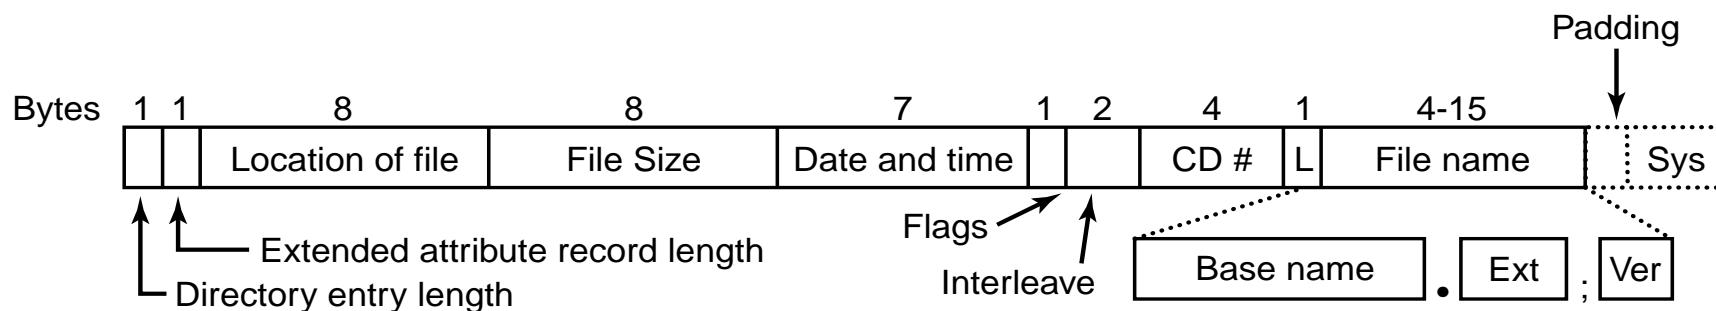 Padding
Bytes 1 1 8 8 7 1 2 4 1 4-15
Location of file File Size Date and time CD # L File name Sys
Flags
Extended attribute record length
Interleave
Base name . Ext ; Ver
Directory entry length